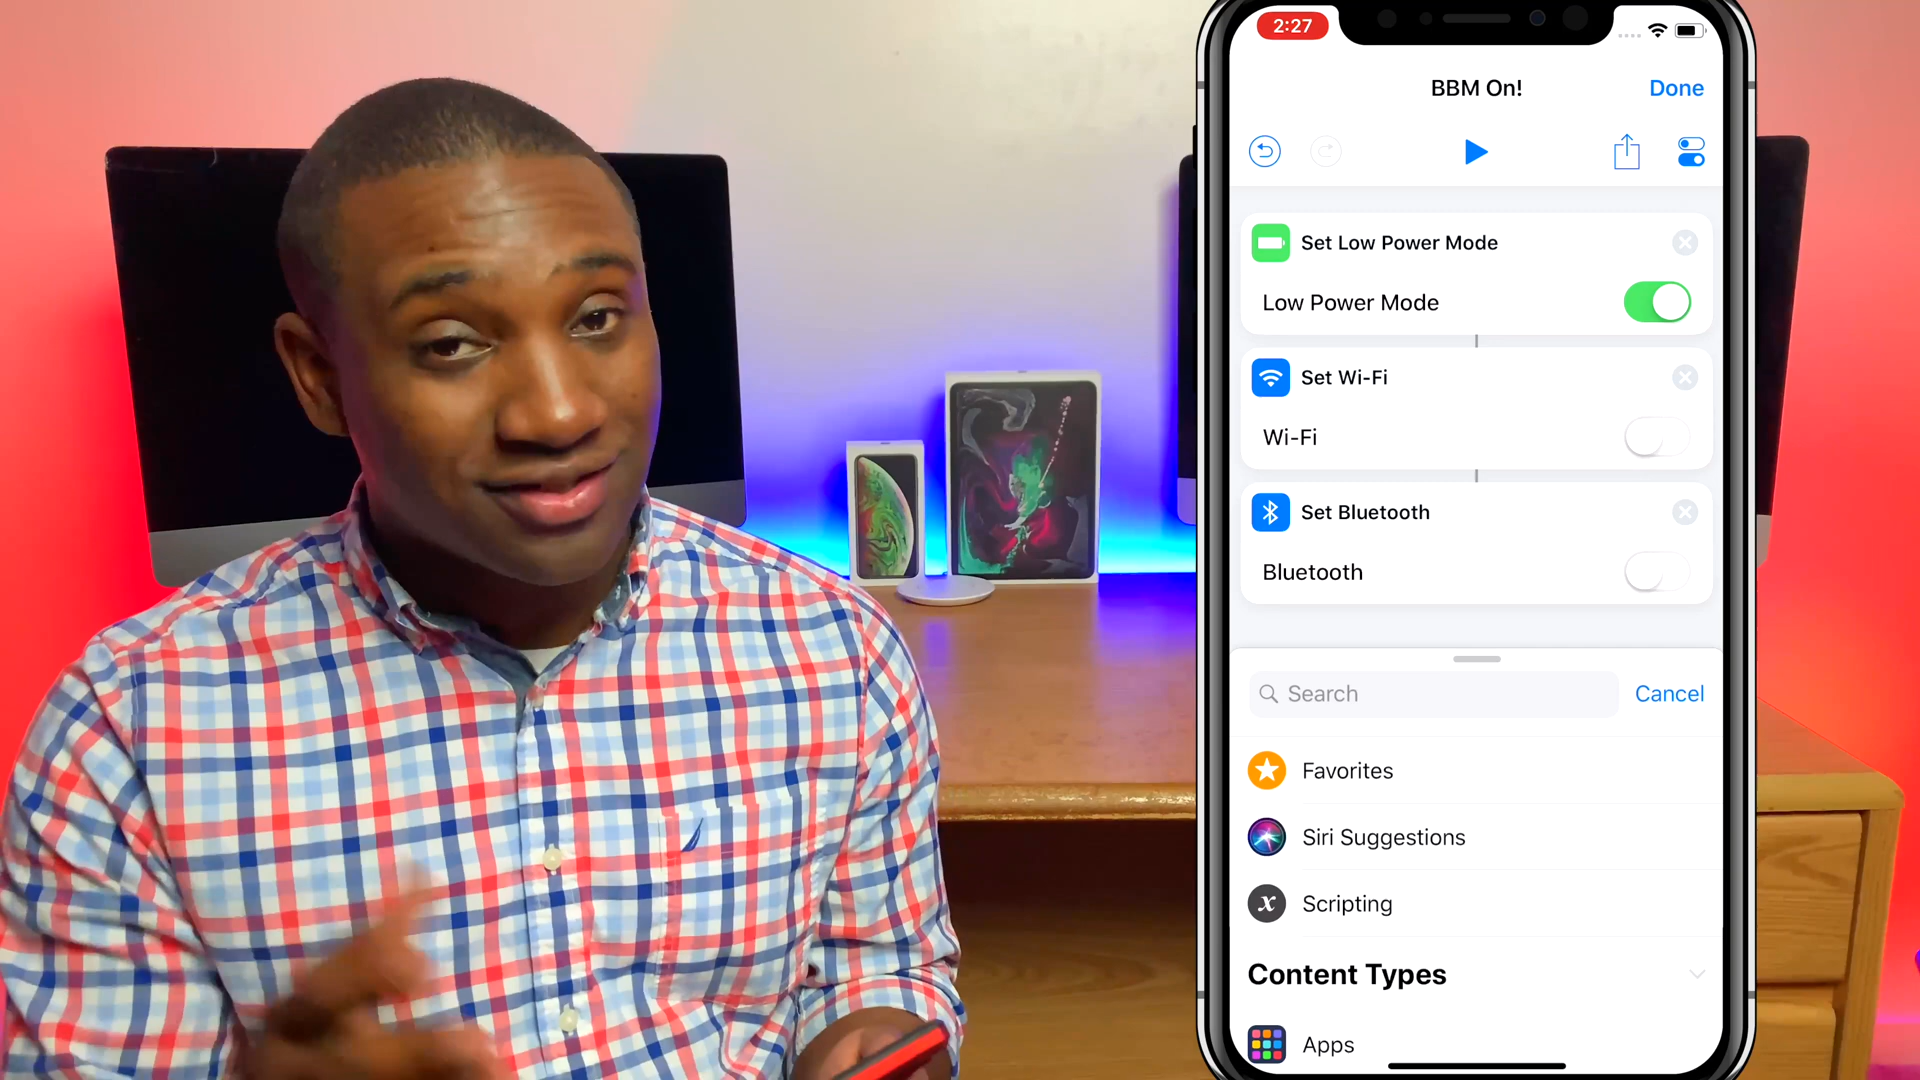 2:27
BBM On!
Done
Set Low Power Mode
Low Power Mode
Set Wi-Fi
Wi-Fi
Set Bluetooth
Bluetooth
Search
Cancel
Favorites
Siri Suggestions
x
Scripting
Content Types
Apps